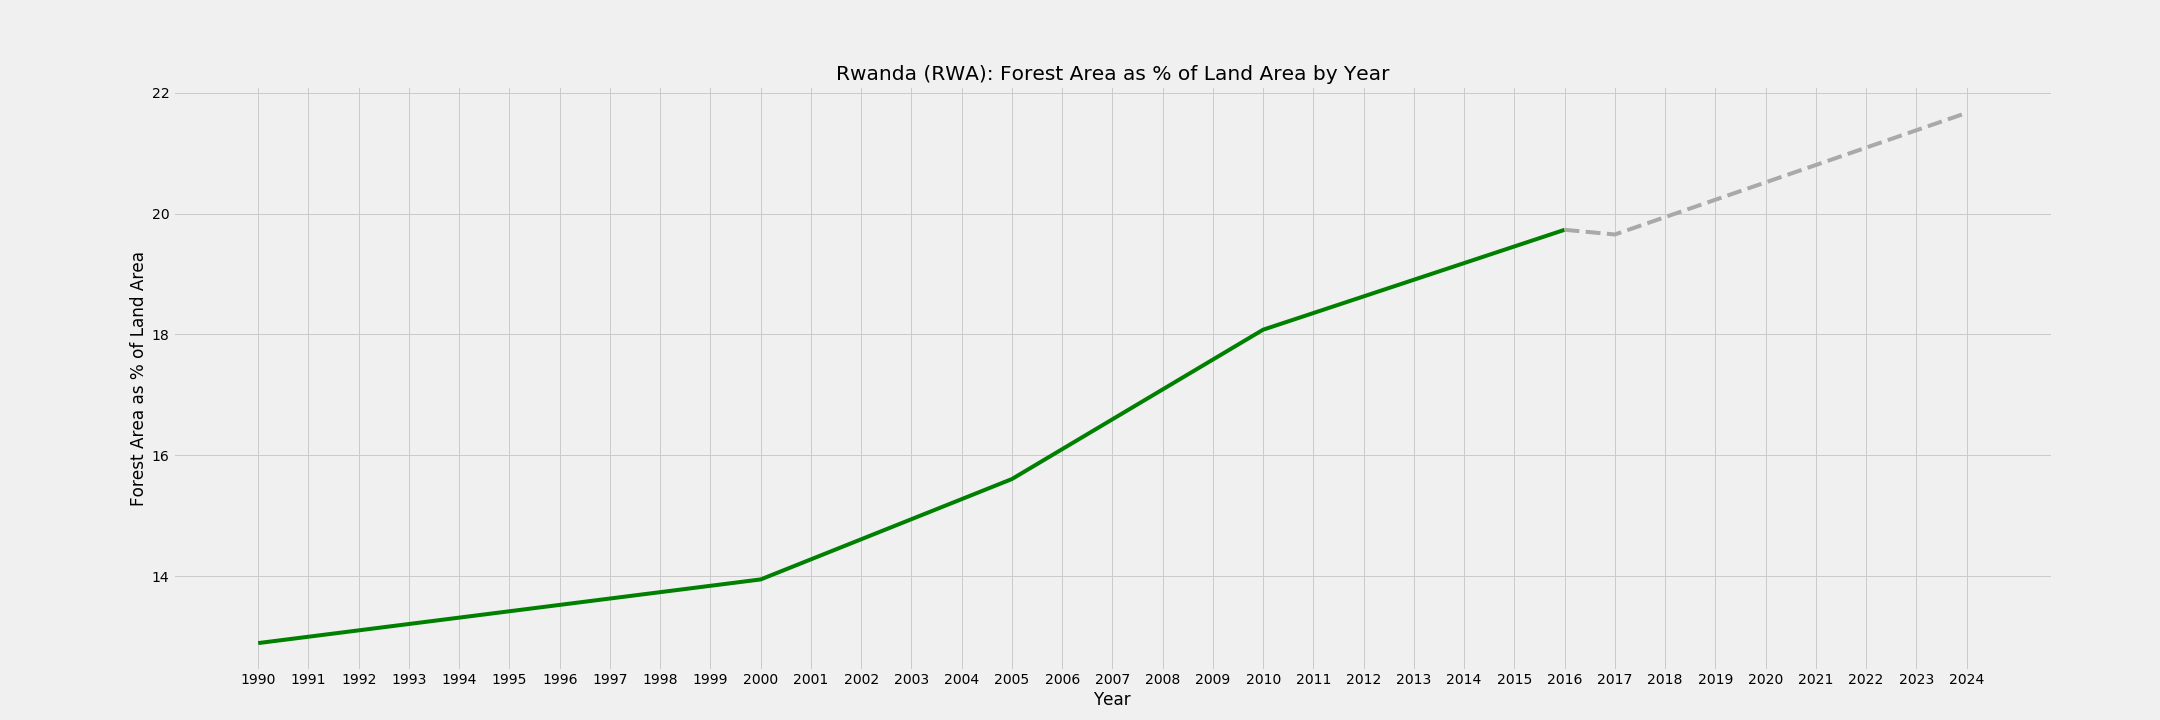 Rwanda (RWA): Forest Area as % of Land Area by Year
22
20
18
16
14
Forest Area as % of Land Area
1990 1991 1992 1993 1994 1995 1996 1997 1998 1999 2000 2001 2002 2003 2004 2005 2006 2007 2008 2009 2010 2011 2012 2013 2014 2015 2016 2017 2018 2019 2020 2021 2022 2023 2024
Year